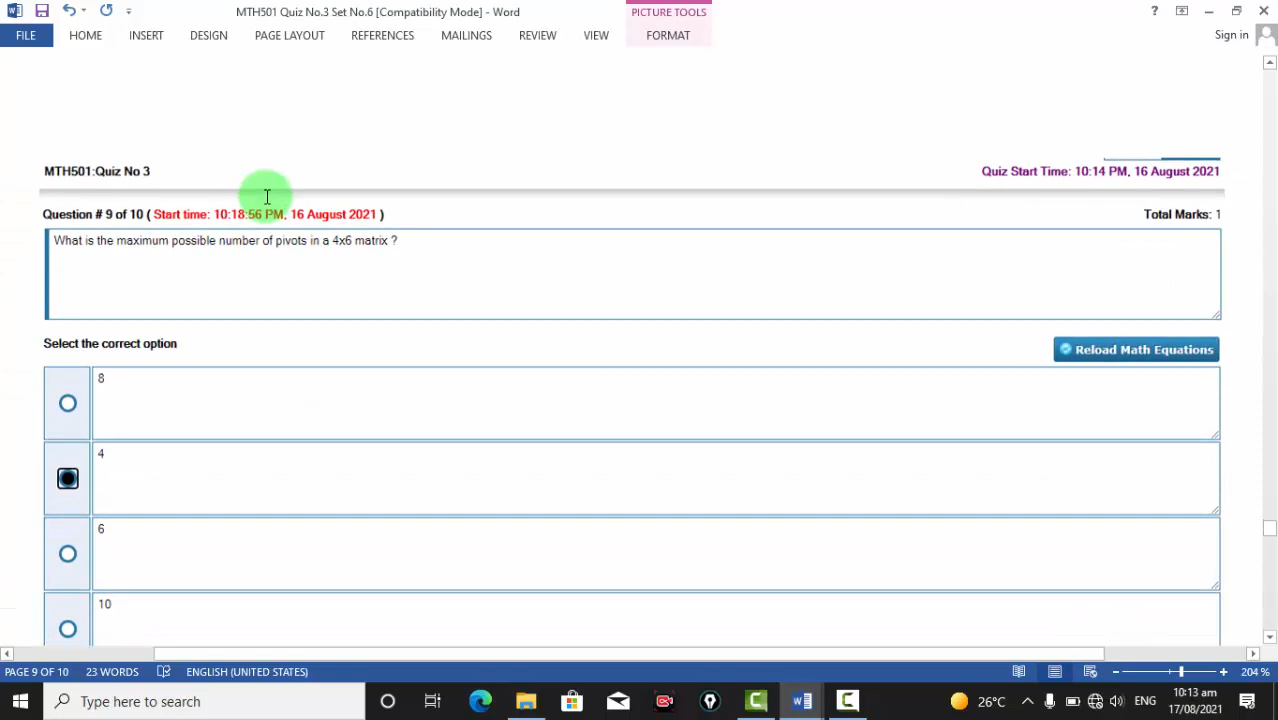 MTH501 Quiz No.3 Set No.6 [Compatibility Mode] - Word
PICTURE TOOLS
?
FILE
HOME
INSERT
DESIGN
PAGE LAYOUT
REFERENCES
MAILINGS
REVIEW
VIEW
FORMAT
Sign in
MTH501:Quiz No 3
Quiz Start Time: 10:14 PM, 16 August 2021
Question # 9 of 10 ( Start time: 10:18:56 PM, 16 August 2021 )
Total Marks: 1
What is the maximum possible number of pivots in a 4x6 matrix ?
Select the correct option
Reload Math Equations
8
4
6
10
PAGE 9 OF 10
23 WORDS
ENGLISH (UNITED STATES)
204 %
Type here to search
26°C
ENG
10:13 am
17/08/2021